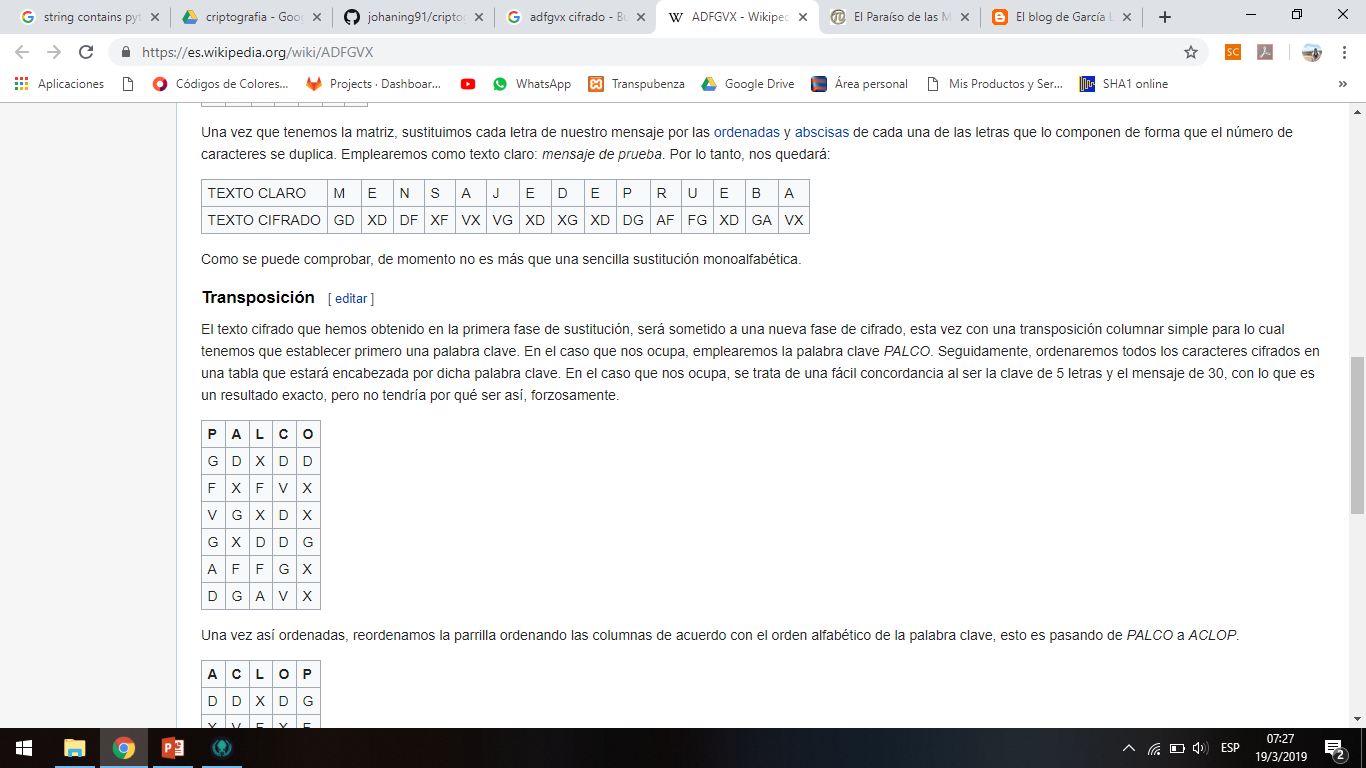 string contains pyt
criptografia - Goo
johaning91/criptoc
adfgvx cifrado - Bu
ADFGVX - Wikiped
El Paraíso de las M
El blog de García L
https://es.wikipedia.org/wiki/ADFGVX
SC
Aplicaciones
Códigos de Colores...
Projects · Dashboar...
WhatsApp
Transpubenza
Google Drive
Área personal
Mis Productos y Ser...
SHA1 online
»
Una vez que tenemos la matriz, sustituimos cada letra de nuestro mensaje por las ordenadas y abscisas de cada una de las letras que lo componen de forma que el número de
caracteres se duplica. Emplearemos como texto claro: mensaje de prueba. Por lo tanto, nos quedará:
TEXTO CLARO M E N S A J E D E P R U E B A
TEXTO CIFRADO GD XD DF XF VX VG XD XG XD DG AF FG XD GA VX
Como se puede comprobar, de momento no es más que una sencilla sustitución monoalfabética.
Transposición [ editar ]
El texto cifrado que hemos obtenido en la primera fase de sustitución, será sometido a una nueva fase de cifrado, esta vez con una transposición columnar simple para lo cual
tenemos que establecer primero una palabra clave. En el caso que nos ocupa, emplearemos la palabra clave PALCO. Seguidamente, ordenaremos todos los caracteres cifrados en
una tabla que estará encabezada por dicha palabra clave. En el caso que nos ocupa, se trata de una fácil concordancia al ser la clave de 5 letras y el mensaje de 30, con lo que es
un resultado exacto, pero no tendría por qué ser así, forzosamente.
P A L C O
G D X D D
F X F V X
V G X D X
G X D D G
A F F G X
D G A V X
Una vez así ordenadas, reordenamos la parrilla ordenando las columnas de acuerdo con el orden alfabético de la palabra clave, esto es pasando de PALCO a ACLOP.
A C L O P
D D X D G
X V F X F
ESP
07:27
19/3/2019
2